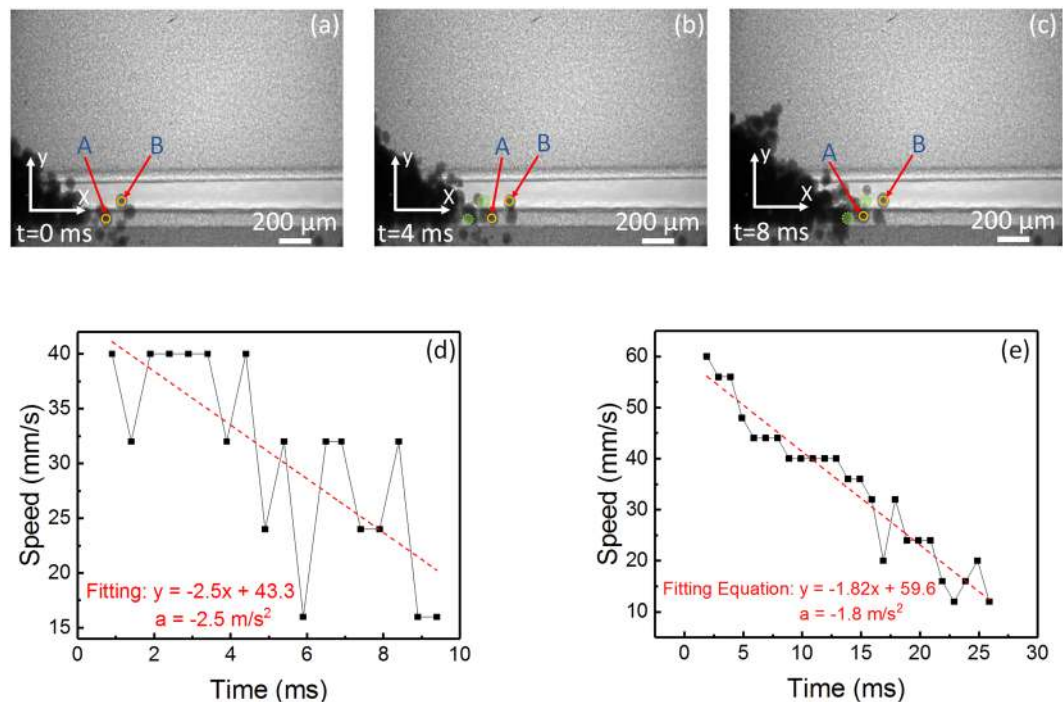 (a)
A
B
y
X
t=0 ms
200 μm
(b)
A
B
y
X
t=4 ms
200 μm
(c)
A
B
y
X
t=8 ms
200 μm
(d)
40
35
30
25
20
15
Speed (mm/s)
Fitting: y = -2.5x + 43.3
a = -2.5 m/s²
0 2 4 6 8 10
Time (ms)
(e)
60
50
40
30
20
10
Speed (mm/s)
Fitting Equation: y = -1.82x + 59.6
a = -1.8 m/s²
0 5 10 15 20 25 30
Time (ms)